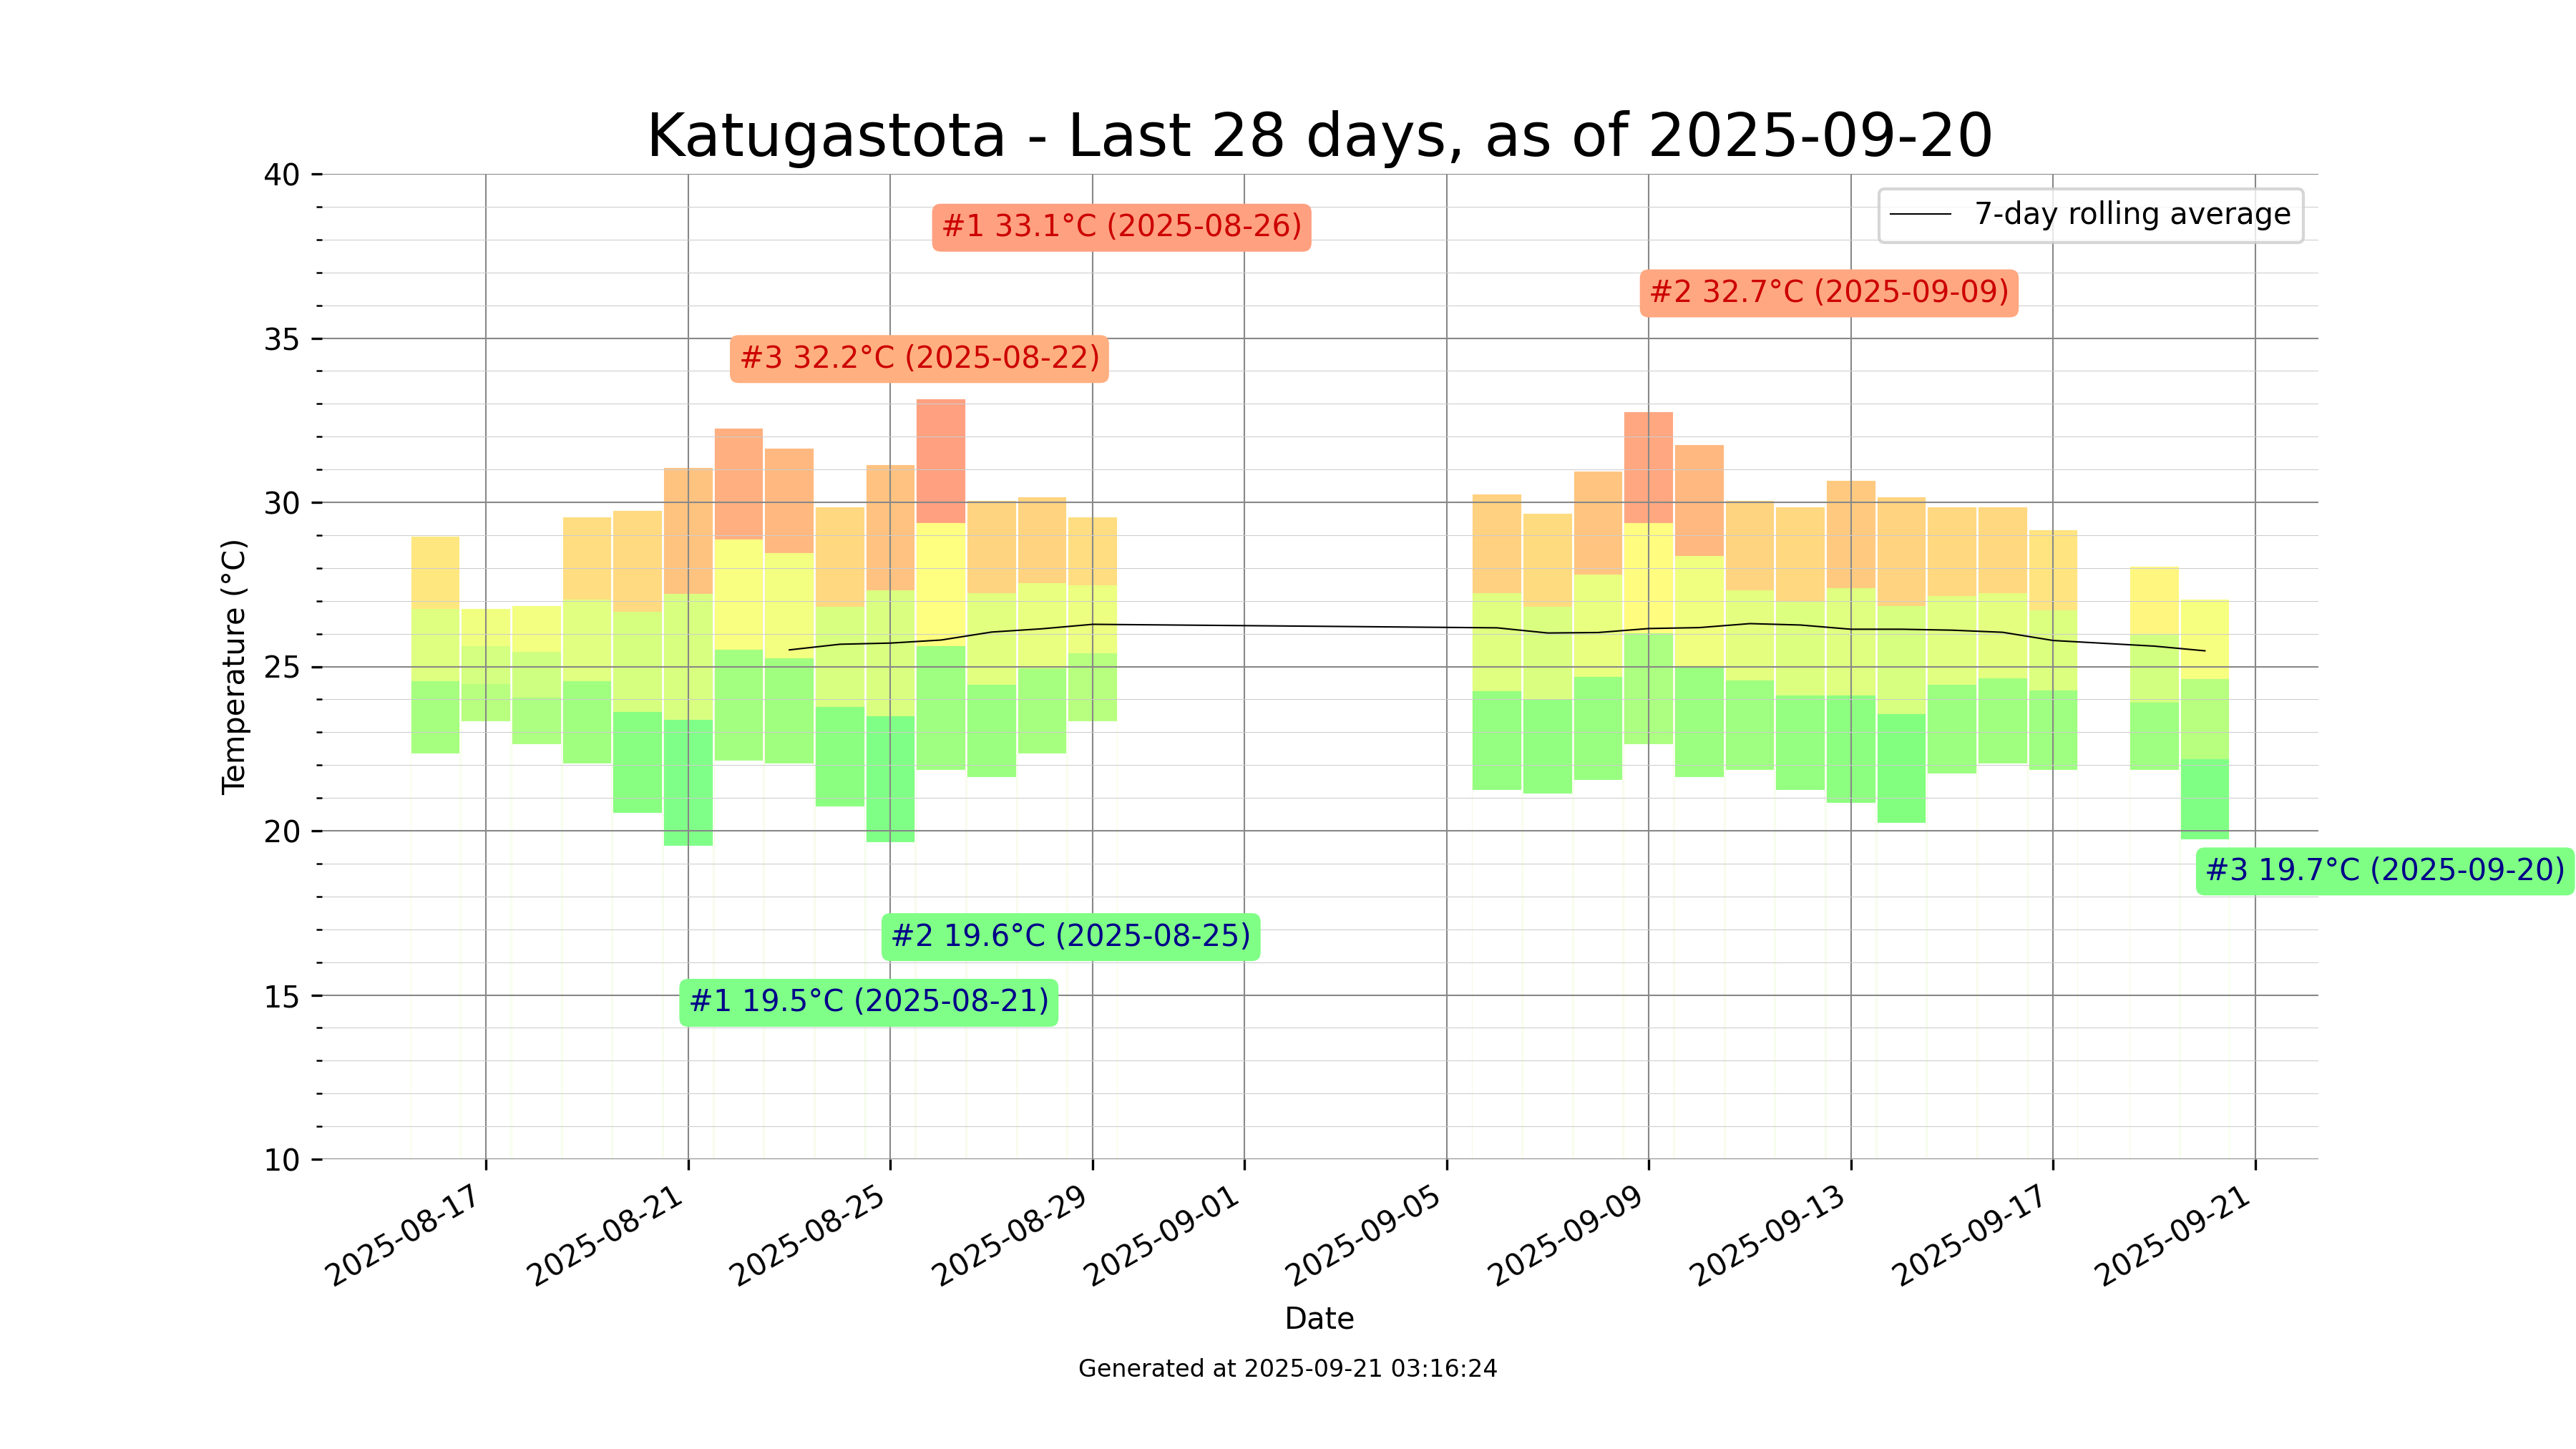 Katugastota - Last 28 days, as of 2025-09-20
7-day rolling average
#1 33.1°C (2025-08-26)
#2 32.7°C (2025-09-09)
#3 32.2°C (2025-08-22)
#3 19.7°C (2025-09-20)
#2 19.6°C (2025-08-25)
#1 19.5°C (2025-08-21)
Temperature (°C)
40
35
30
25
20
15
10
2025-08-17
2025-08-21
2025-08-25
2025-08-29
2025-09-01
2025-09-05
2025-09-09
2025-09-13
2025-09-17
2025-09-21
Date
Generated at 2025-09-21 03:16:24